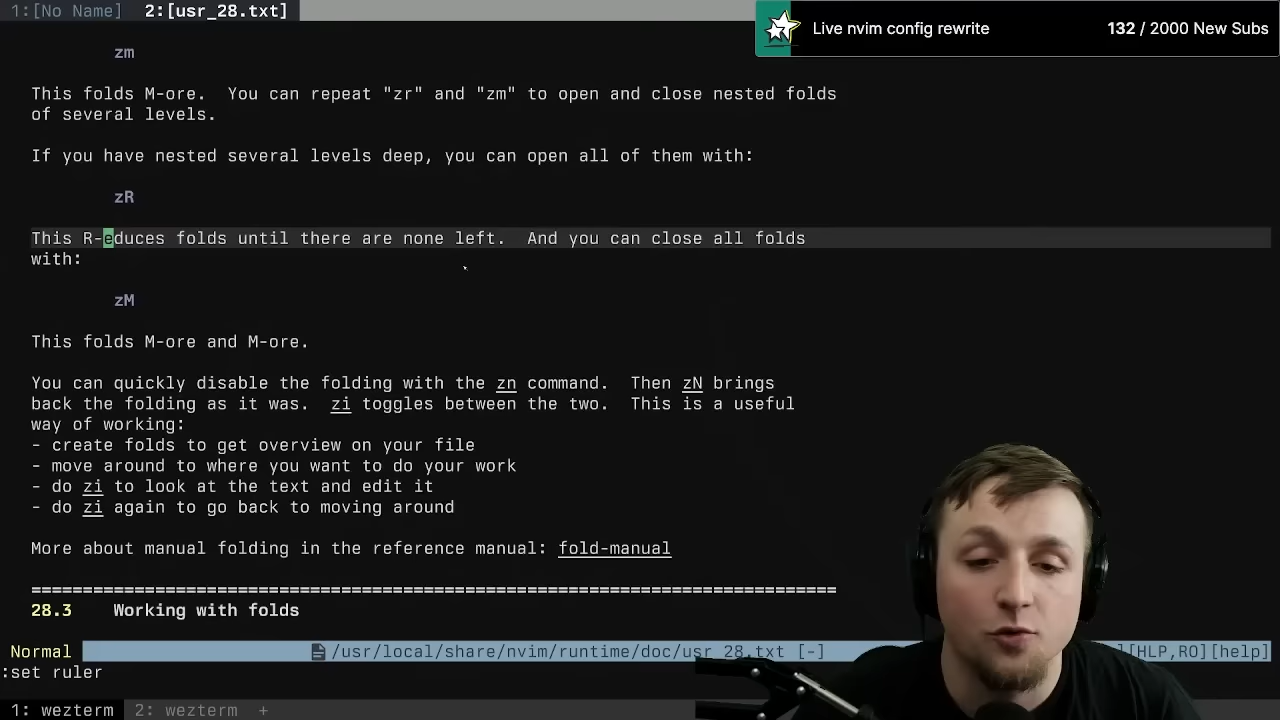 1:[No Name]  2:[usr_28.txt]
Live nvim config rewrite 132 / 2000 New Subs
zm
This folds M-ore.  You can repeat "zr" and "zm" to open and close nested folds
of several levels.
If you have nested several levels deep, you can open all of them with:
zR
This R-educes folds until there are none left.  And you can close all folds
with:
zM
This folds M-ore and M-ore.
You can quickly disable the folding with the zn command.  Then zN brings
back the folding as it was.  zi toggles between the two.  This is a useful
way of working:
- create folds to get overview on your file
- move around to where you want to do your work
- do zi to look at the text and edit it
- do zi again to go back to moving around
More about manual folding in the reference manual: fold-manual
================================================================================
28.3    Working with folds
Normal /usr/local/share/nvim/runtime/doc/usr_28.txt [-] [HLP,RO][help]
:set ruler
1: wezterm  2: wezterm  +